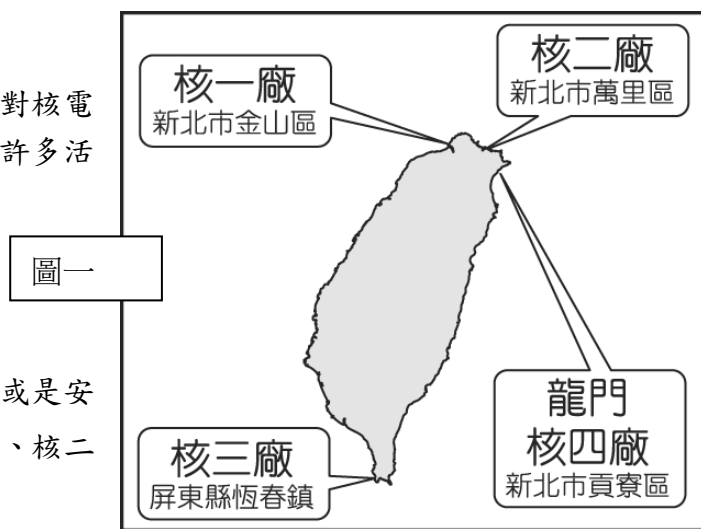 對核電
許多活
圖一
或是安
、核二
核一廠
新北市金山區
核二廠
新北市萬里區
核三廠
屏東縣恆春鎮
龍門
核四廠
新北市貢寮區